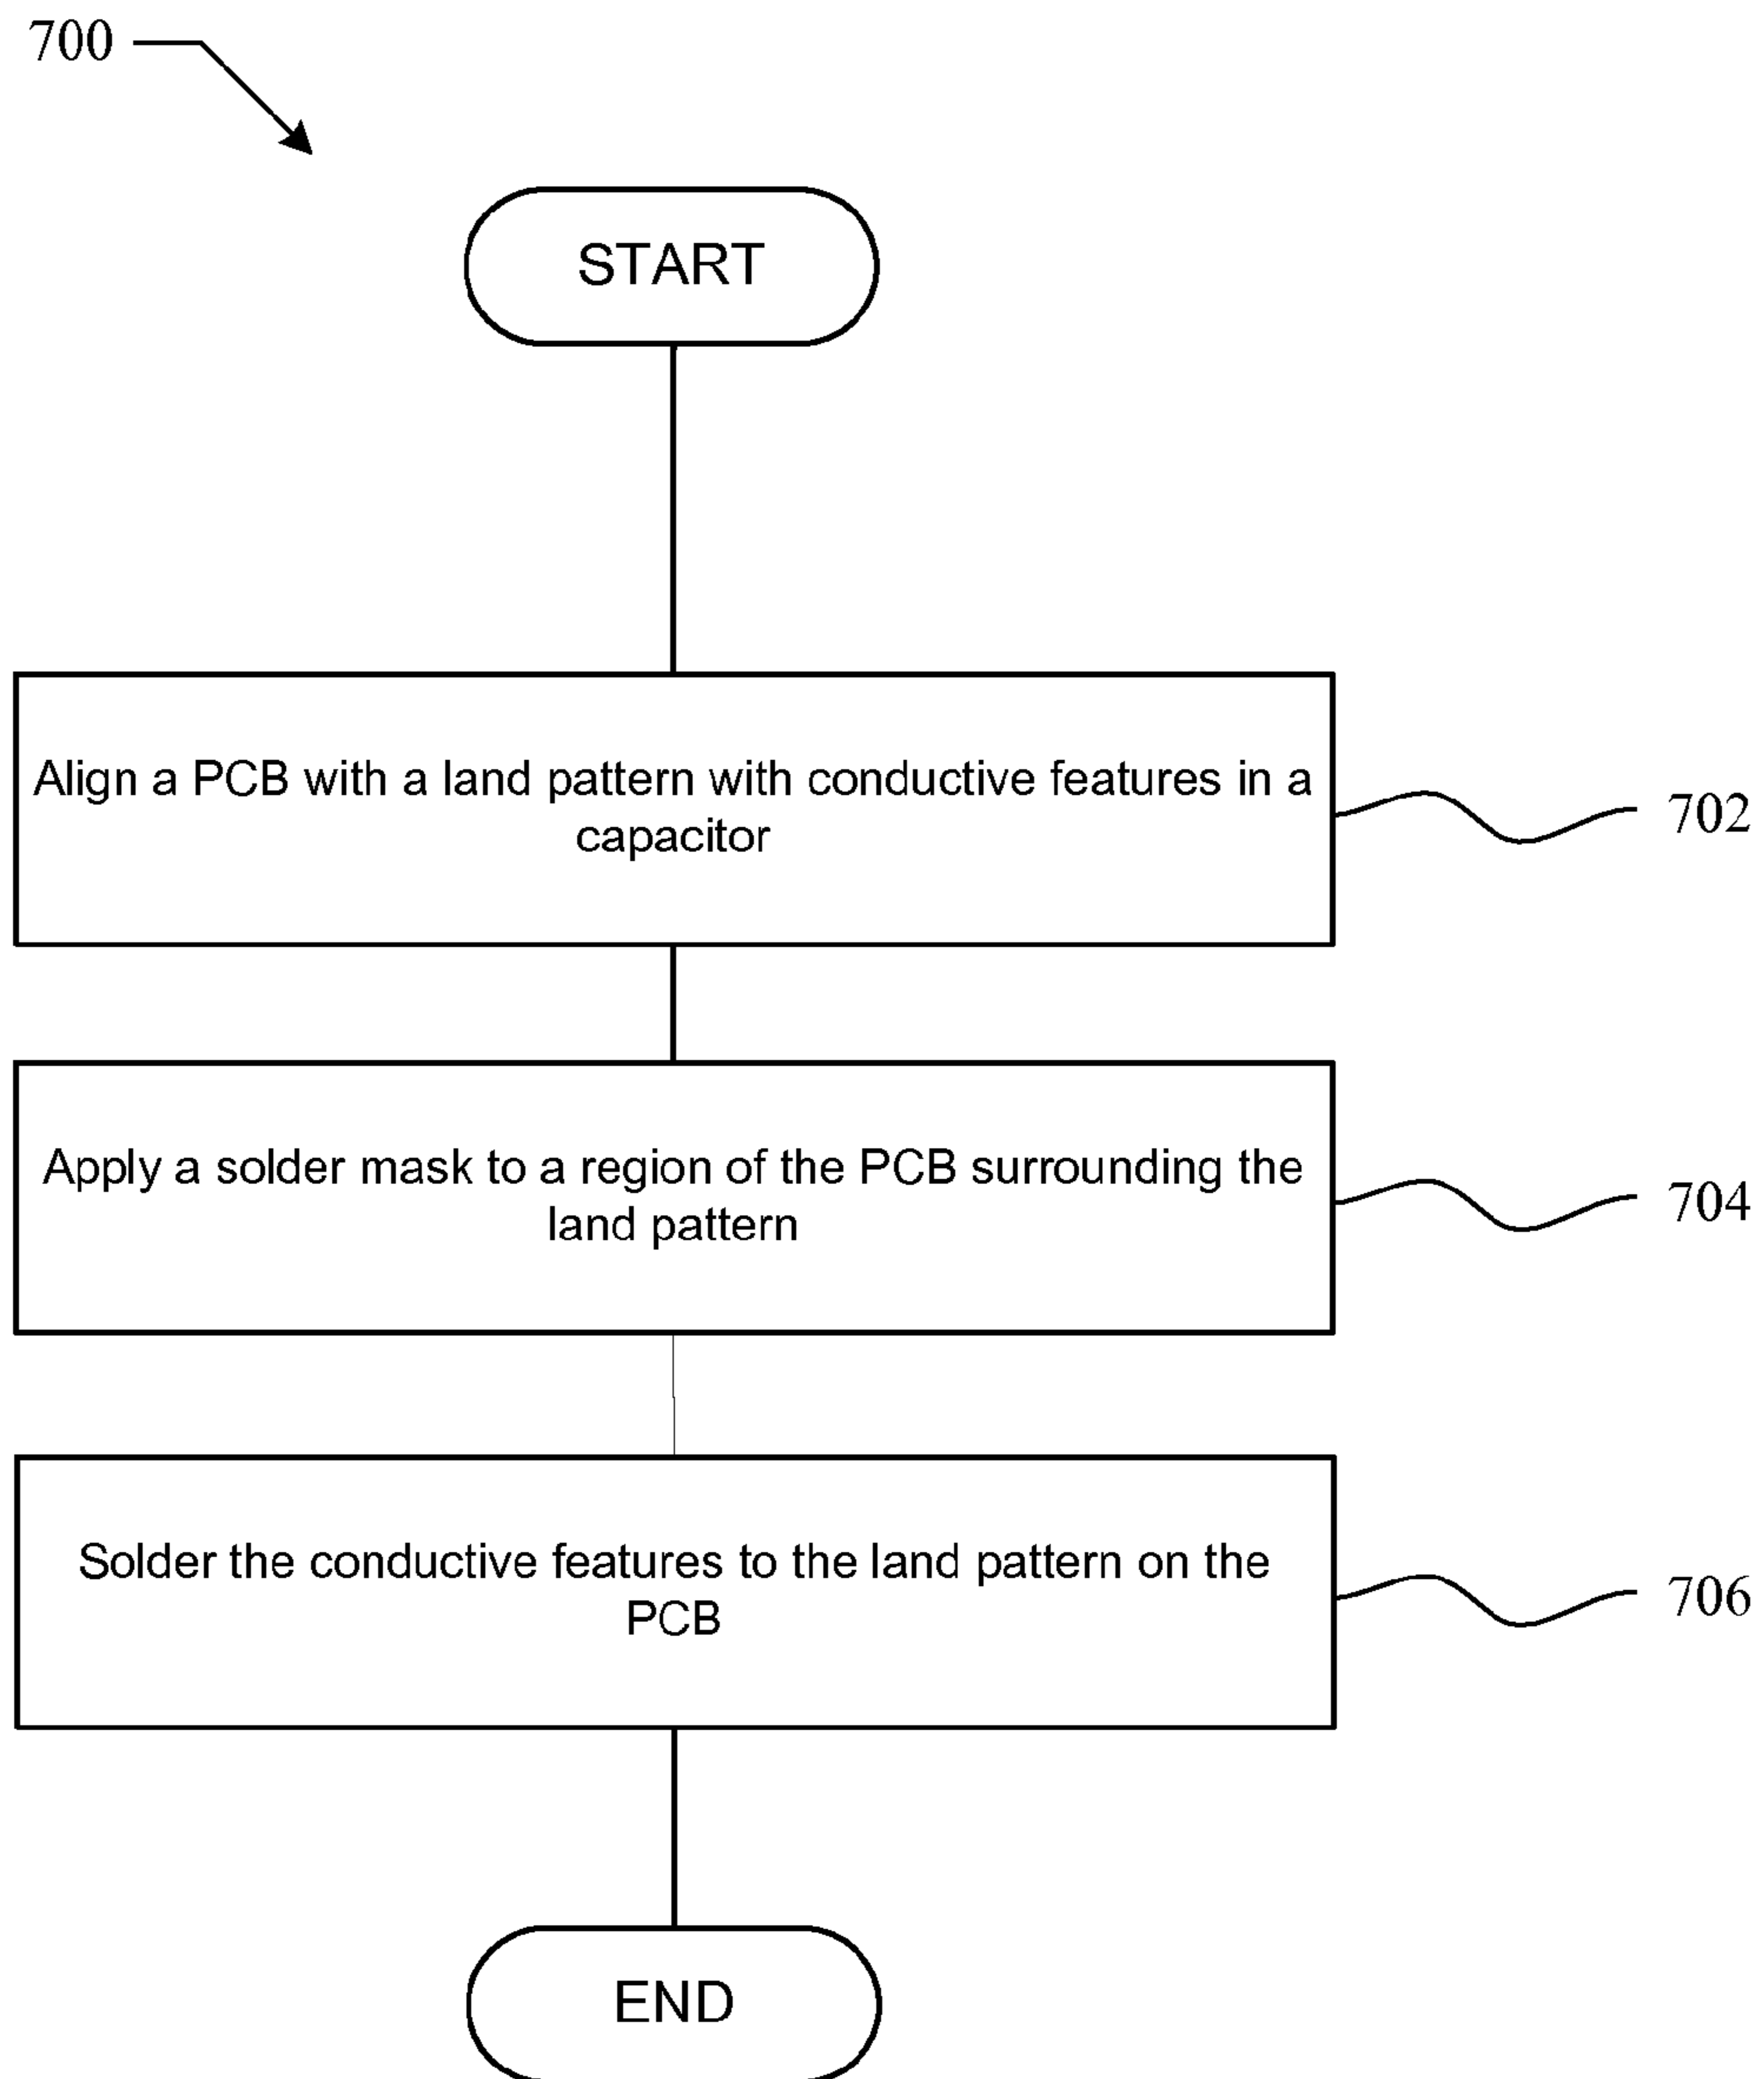 700
START
Align a PCB with a land pattern with conductive features in a
capacitor
702
Apply a solder mask to a region of the PCB surrounding the
land pattern
704
Solder the conductive features to the land pattern on the
PCB
706
END